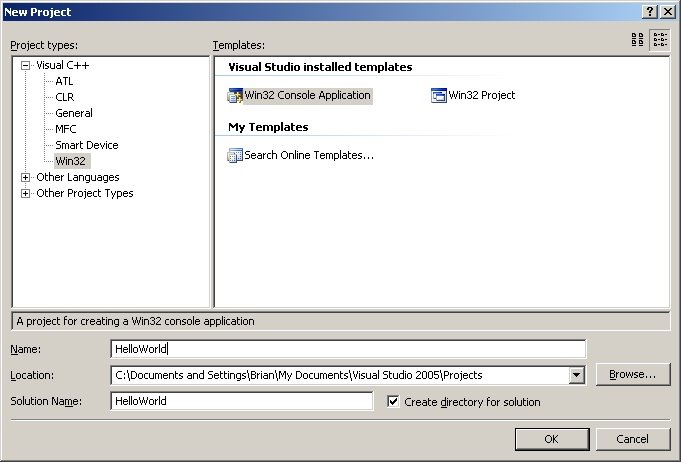 New Project
Project types:
Templates:
Visual C++
ATL
CLR
General
MFC
Smart Device
Win32
Other Languages
Other Project Types
Visual Studio installed templates
Win32 Console Application
Win32 Project
My Templates
Search Online Templates...
A project for creating a Win32 console application
Name:
HelloWorld
Location:
C:\Documents and Settings\Brian\My Documents\Visual Studio 2005\Projects
Browse...
Solution Name:
HelloWorld
Create directory for solution
OK
Cancel